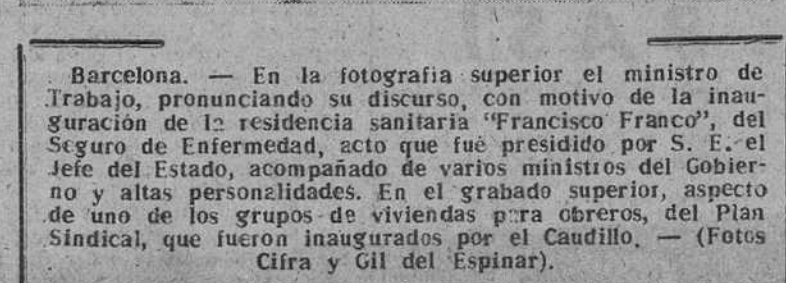 Barcelona. — En la fotografia superior el ministro de
Trabajo, pronunciando su discurso, con motivo de la inau-
guración de la residencia sanitaria "Francisco Franco", del
Seguro de Enfermedad, acto que fué presidido por S. E. el
Jefe del Estado, acompañado de varios ministros del Gobier-
no y altas personalidades. En el grabado superior, aspecto
de uno de los grupos de viviendas para obreros, del Plan
Sindical, que fueron inaugurados por el Caudillo. — (Fotos
Cifra y Gil del Espinar).